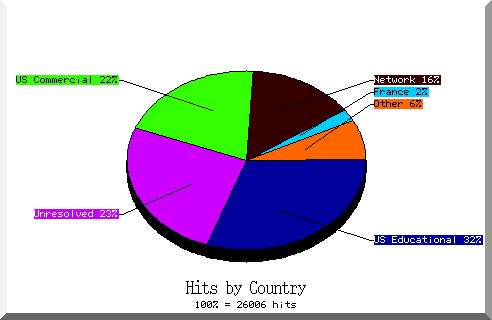 US Commercial 22%
Network 16%
France 2%
Other 6%
Unresolved 23%
US Educational 32%
Hits by Country
100% = 26006 hits